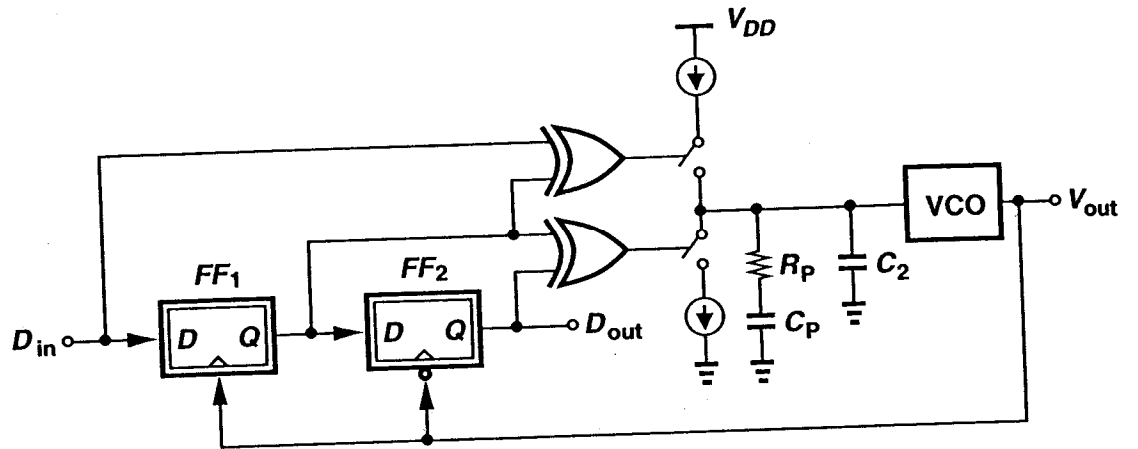 V_DD
VCO
V_out
FF_1
FF_2
R_P
C_2
D_in
D Q
D Q
D_out
C_P